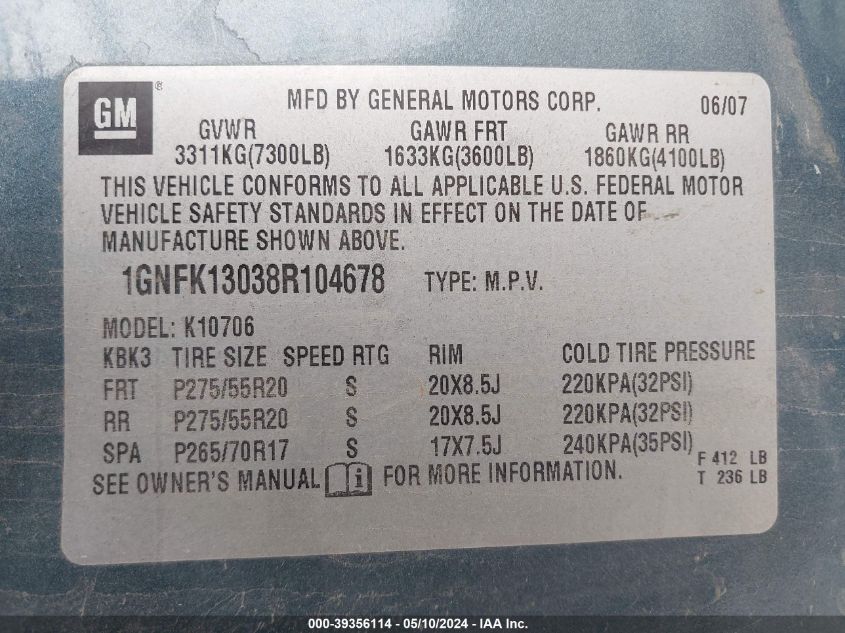 GM ® MFD BY GENERAL MOTORS CORP. 06/07
GVWR GAWR FRT GAWR RR
3311KG(7300LB) 1633KG(3600LB) 1860KG(4100LB)
THIS VEHICLE CONFORMS TO ALL APPLICABLE U.S. FEDERAL MOTOR
VEHICLE SAFETY STANDARDS IN EFFECT ON THE DATE OF
MANUFACTURE SHOWN ABOVE.
1GNFK13038R104678 TYPE: M.P.V.
MODEL: K10706
KBK3 TIRE SIZE SPEED RTG RIM COLD TIRE PRESSURE
FRT P275/55R20 S 20X8.5J 220KPA(32PSI)
RR P275/55R20 S 20X8.5J 220KPA(32PSI)
SPA P265/70R17 S 17X7.5J 240KPA(35PSI)
F 412 LB
SEE OWNER'S MANUAL i FOR MORE INFORMATION.
T 236 LB
000-39356114 - 05/10/2024 - IAA Inc.